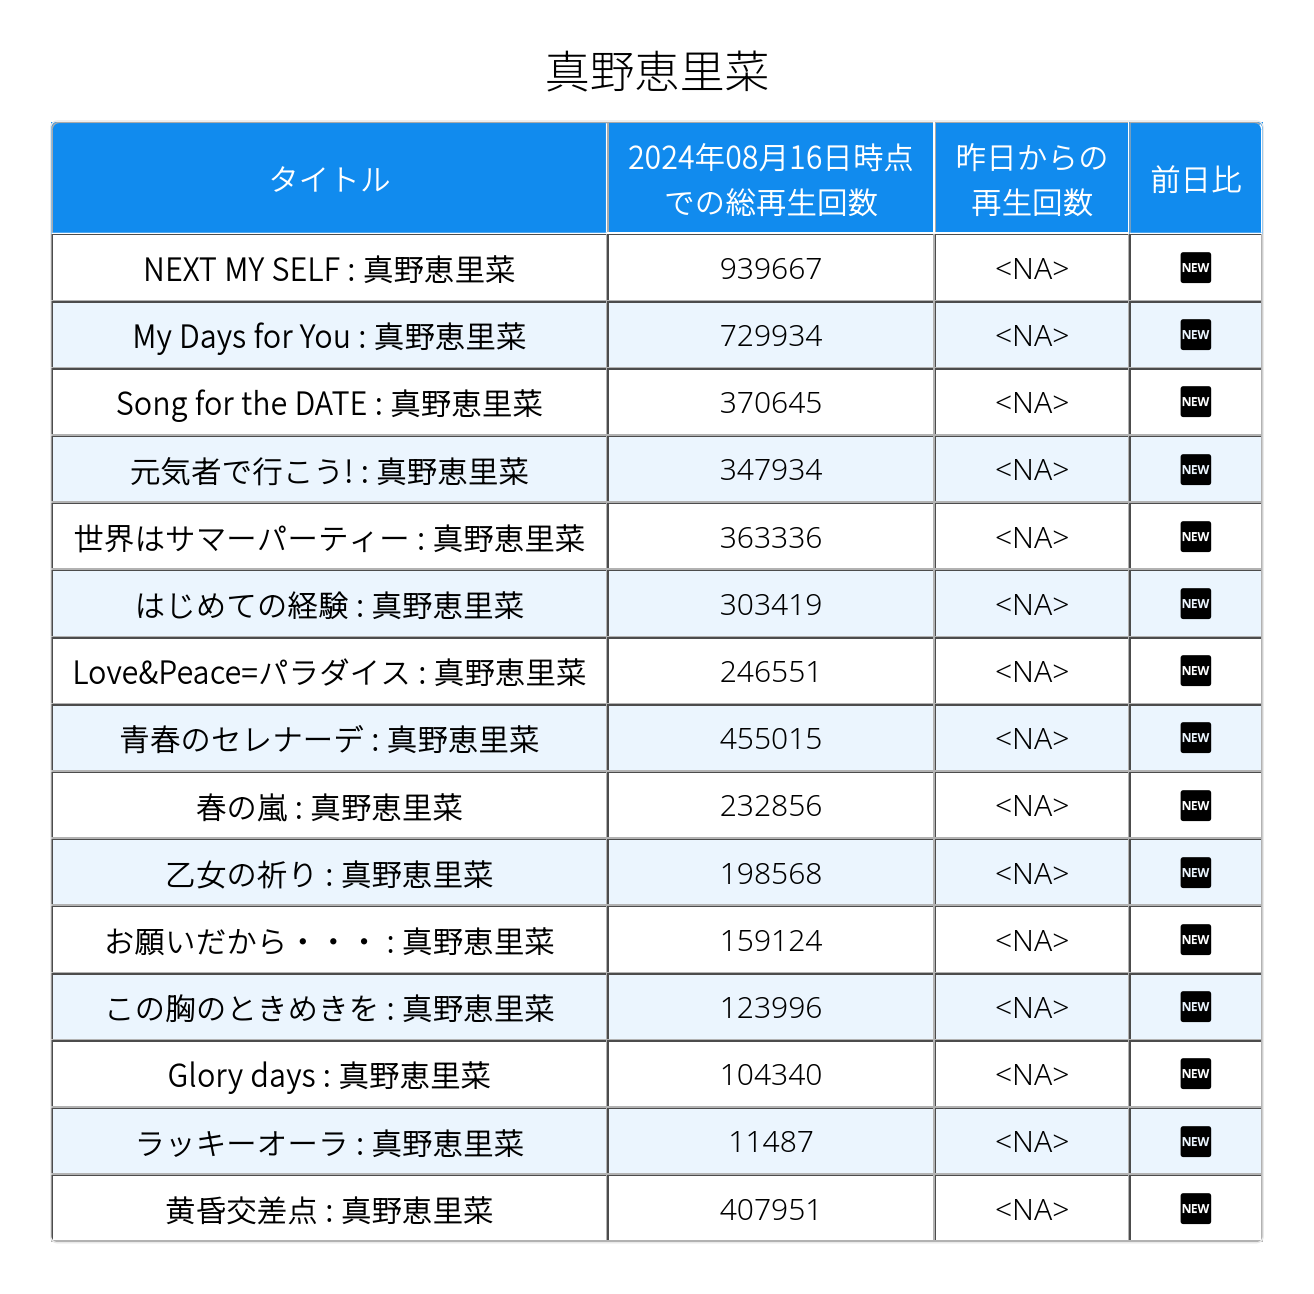 真野恵里菜
タイトル 2024年08月16日時点 昨日からの 前日比
での総再生回数 再生回数
NEXT MY SELF : 真野恵里菜 939667 <NA> NEW
My Days for You : 真野恵里菜 729934 <NA> NEW
Song for the DATE : 真野恵里菜 370645 <NA> NEW
元気者で行こう! : 真野恵里菜 347934 <NA> NEW
世界はサマーパーティー : 真野恵里菜 363336 <NA> NEW
はじめての経験 : 真野恵里菜 303419 <NA> NEW
Love&Peace=パラダイス : 真野恵里菜 246551 <NA> NEW
青春のセレナーデ : 真野恵里菜 455015 <NA> NEW
春の嵐 : 真野恵里菜 232856 <NA> NEW
乙女の祈り : 真野恵里菜 198568 <NA> NEW
お願いだから・・・ : 真野恵里菜 159124 <NA> NEW
この胸のときめきを : 真野恵里菜 123996 <NA> NEW
Glory days : 真野恵里菜 104340 <NA> NEW
ラッキーオーラ : 真野恵里菜 11487 <NA> NEW
黄昏交差点 : 真野恵里菜 407951 <NA> NEW